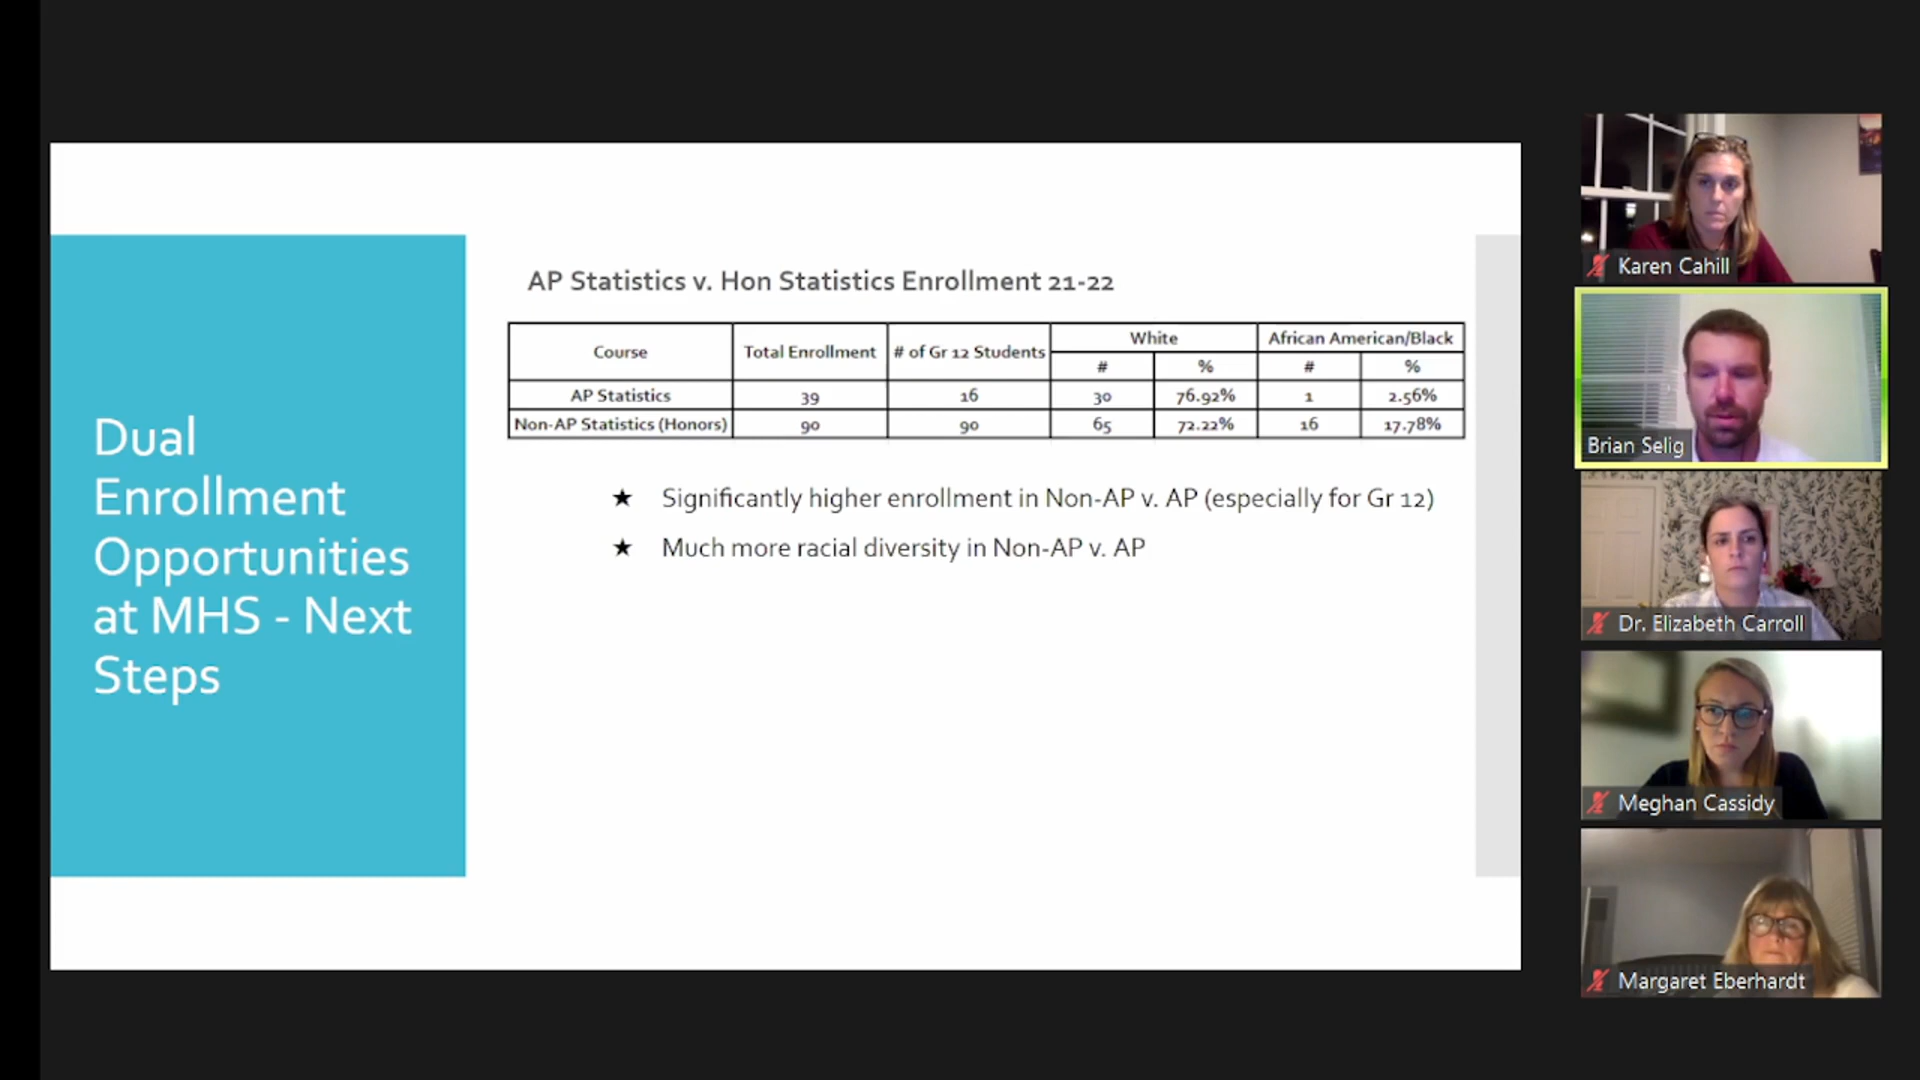 Dual
Enrollment
Opportunities
at MHS - Next
Steps
AP Statistics v. Hon Statistics Enrollment 21-22
Course Total Enrollment # of Gr 12 Students White African American/Black
# % # %
AP Statistics 39 16 30 76.92% 1 2.56%
Non-AP Statistics (Honors) 90 90 65 72.22% 16 17.78%
★ Significantly higher enrollment in Non-AP v. AP (especially for Gr 12)
★ Much more racial diversity in Non-AP v. AP
Karen Cahill
Brian Selig
Dr. Elizabeth Carroll
Meghan Cassidy
Margaret Eberhardt